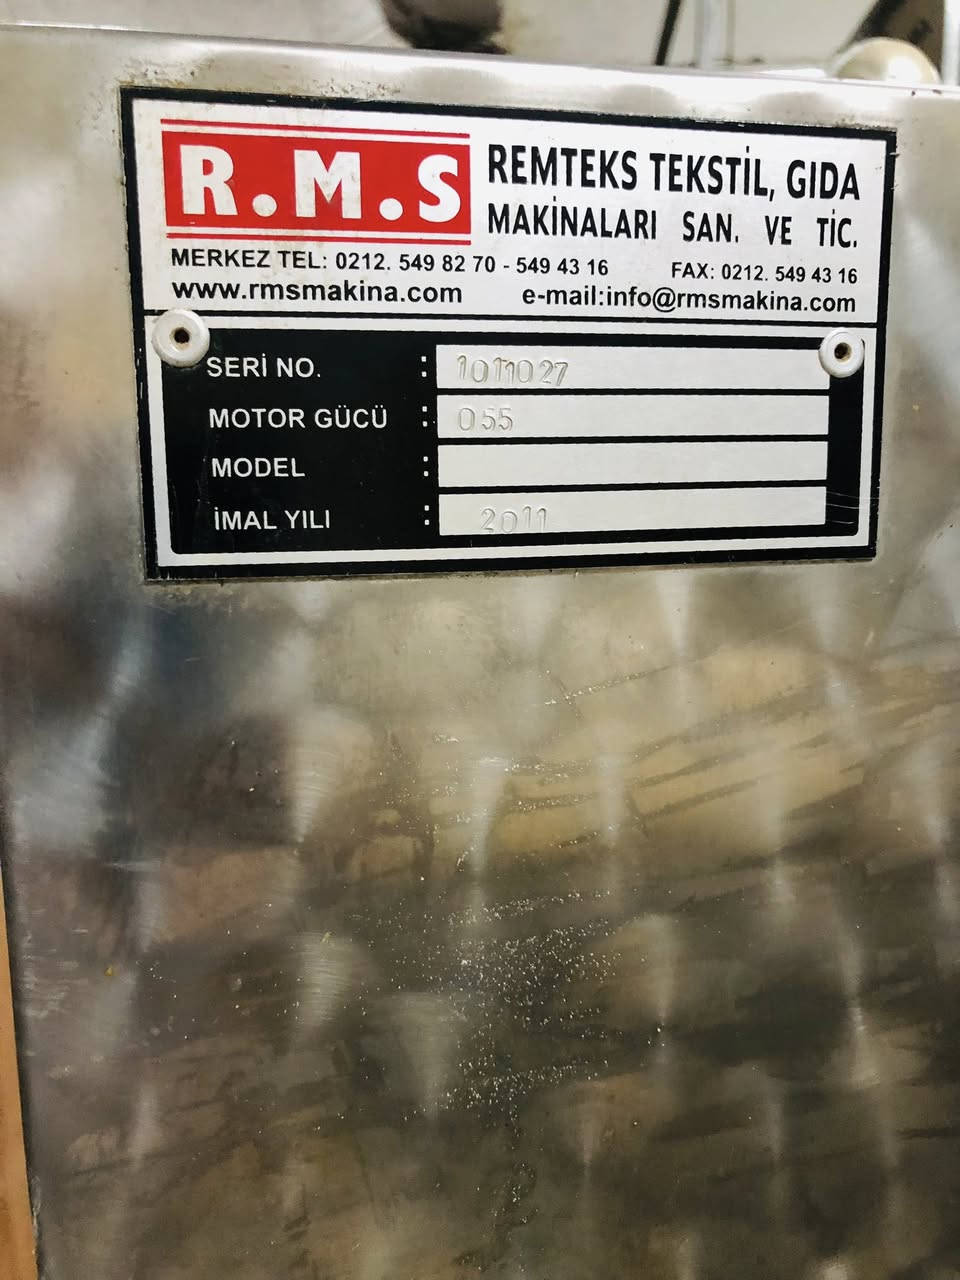 R.M.S
REMTEKS TEKSTİL, GIDA
MAKİNALARI SAN. VE TİC.
MERKEZ TEL: 0212. 549 82 70 - 549 43 16 FAX: 0212. 549 43 16
www.rmsmakina.com e-mail:info@rmsmakina.com
SERİ NO. : 1011027
MOTOR GÜCÜ : 055
MODEL :
İMAL YILI : 2011